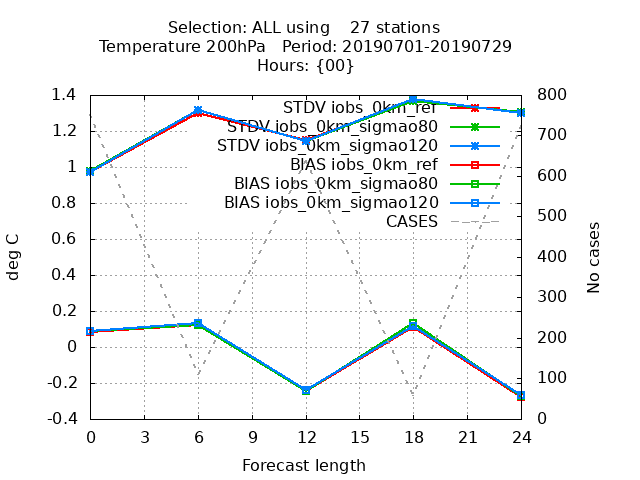 Selection: ALL using 27 stations
Temperature 200hPa Period: 20190701-20190729
Hours: {00}
1.4
1.2
1
0.8
0.6
0.4
0.2
0
-0.2
-0.4
deg C
STDV iobs_0km_ref
STDV iobs_0km_sigmao80
STDV iobs_0km_sigmao120
BIAS iobs_0km_ref
BIAS iobs_0km_sigmao80
BIAS iobs_0km_sigmao120
CASES
800
700
600
500
400
300
200
100
0
No cases
0 3 6 9 12 15 18 21 24
Forecast length